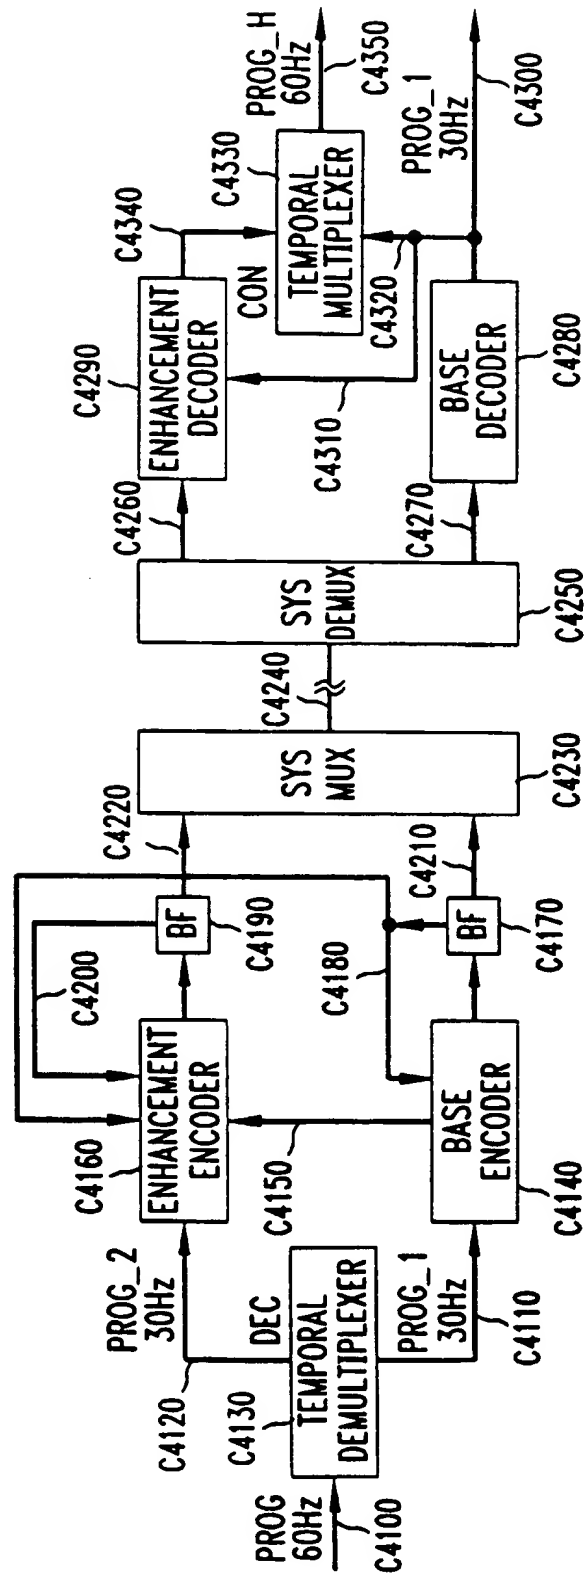 PROG
60Hz
C4100
C4120
C4130
TEMPORAL
DEMULTIPLEXER
DEC
PROG_2
30Hz
PROG_1
30Hz
C4110
C4160
ENHANCEMENT
ENCODER
C4200
C4150
C4180
BASE
ENCODER
C4140
BF
C4190
BF
C4170
C4220
C4210
SYS
MUX
C4230
C4240
SYS
DEMUX
C4250
C4260
C4270
C4290
ENHANCEMENT
DECODER
C4310
BASE
DECODER
C4280
C4340
CON
C4330
TEMPORAL
MULTIPLEXER
C4320
PROG_H
60Hz
C4350
PROG_1
30Hz
C4300